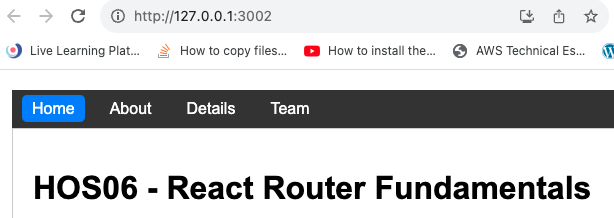 http://127.0.0.1:3002
Live Learning Plat... How to copy files... How to install the... AWS Technical Es...
Home About Details Team
HOS06 - React Router Fundamentals